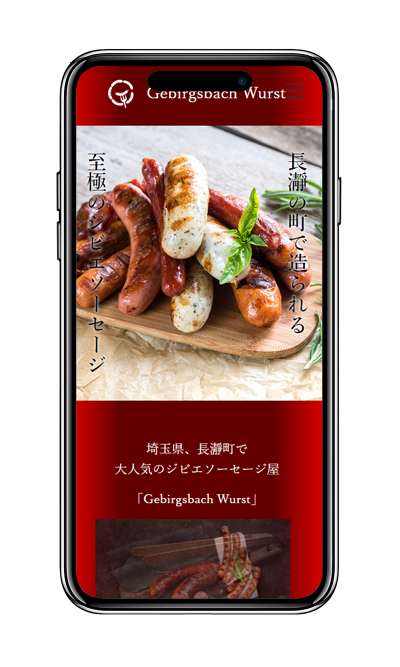 Gebirgsbach Wurst
長瀞の町で造られる
至極のジビエソーセージ
埼玉県、長瀞町で
大人気のジビエソーセージ屋
「Gebirgsbach Wurst」